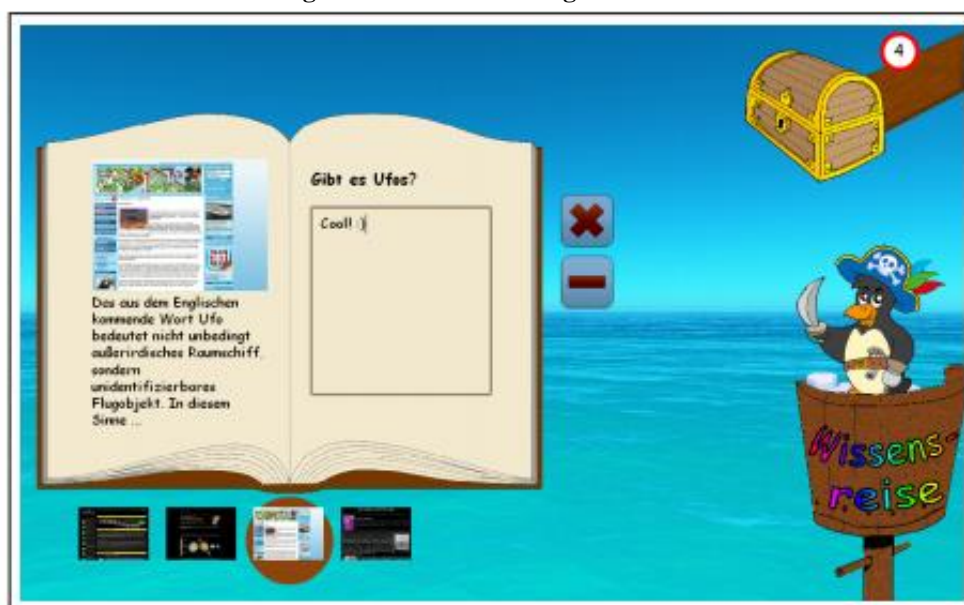 4
Gibt es Ufos?
Cool! :)
Das aus dem Englischen
kommende Wort Ufo
bedeutet nicht unbedingt
außerirdisches Raumschiff,
sondern
unidentifizierbares
Flugobjekt. In diesem
Sinne ...
Wissens-
reise